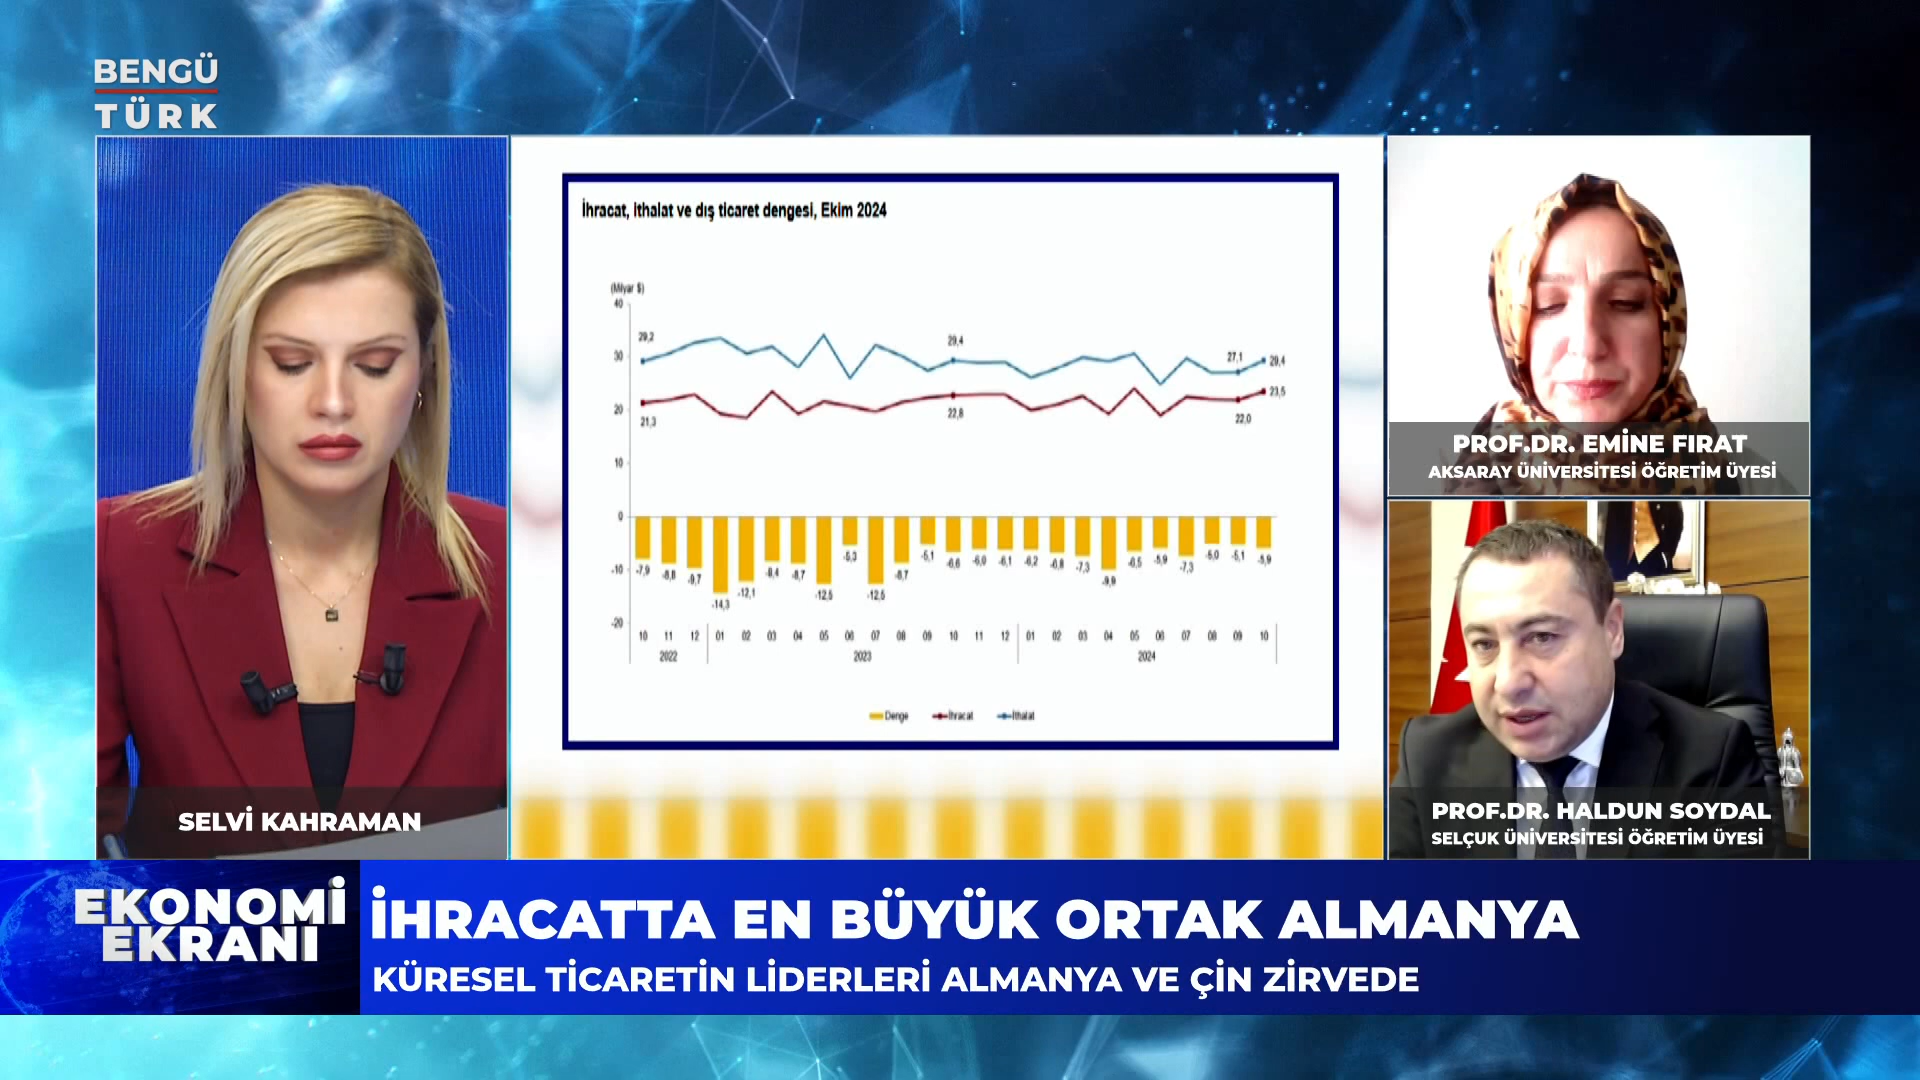 BENGÜ
TÜRK
İhracat, ithalat ve dış ticaret dengesi, Ekim 2024
(Milyar $)
40
30
20
10
0
-10
-20
29,2
29,4
27,1
29,4
21,3
22,8
22,0
23,5
-7,9 -8,8 -9,7 -14,3 -12,1 -8,4 -8,7 -12,5 -5,3 -12,5 -8,7 -5,1 -6,6 -6,0 -6,1 -6,2 -6,8 -7,3 -9,9 -6,5 -5,9 -7,3 -5,0 -5,1 -5,9
10 11 12 01 02 03 04 05 06 07 08 09 10 11 12 01 02 03 04 05 06 07 08 09 10
2022 2023 2024
Denge İhracat İthalat
PROF.DR. EMİNE FIRAT
AKSARAY ÜNİVERSİTESİ ÖĞRETİM ÜYESİ
PROF.DR. HALDUN SOYDAL
SELÇUK ÜNİVERSİTESİ ÖĞRETİM ÜYESİ
SELVİ KAHRAMAN
EKONOMİ
EKRANI
İHRACATTA EN BÜYÜK ORTAK ALMANYA
KÜRESEL TİCARETİN LİDERLERİ ALMANYA VE ÇİN ZİRVEDE